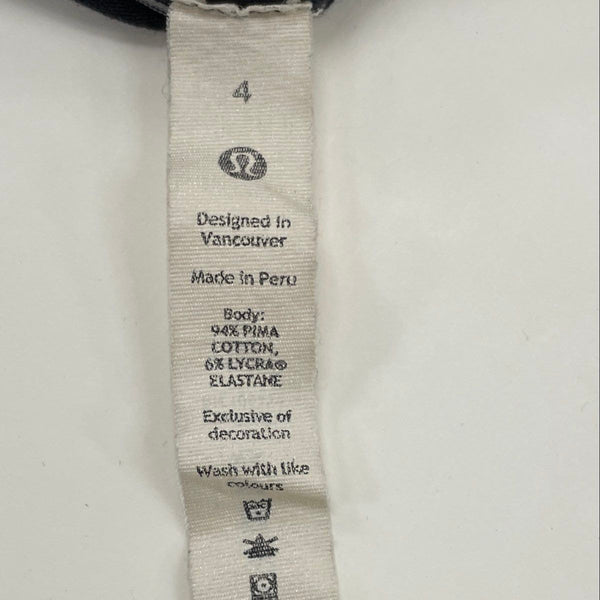 4
Designed in
Vancouver
Made in Peru
Body:
94% PIMA
COTTON,
6% LYCRA®
ELASTANE
Exclusive of
decoration
Wash with like
colours